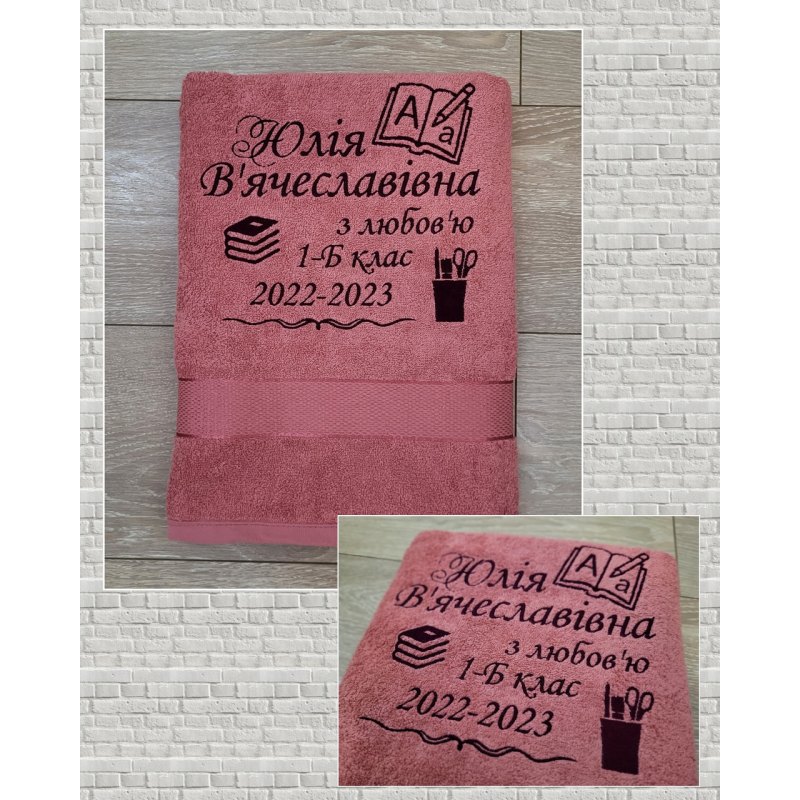 Юлія
В'ячеславівна
з любов'ю
1-Б клас
2022-2023
A a
Юлія
В'ячеславівна
з любов'ю
1-Б клас
2022-2023
A a